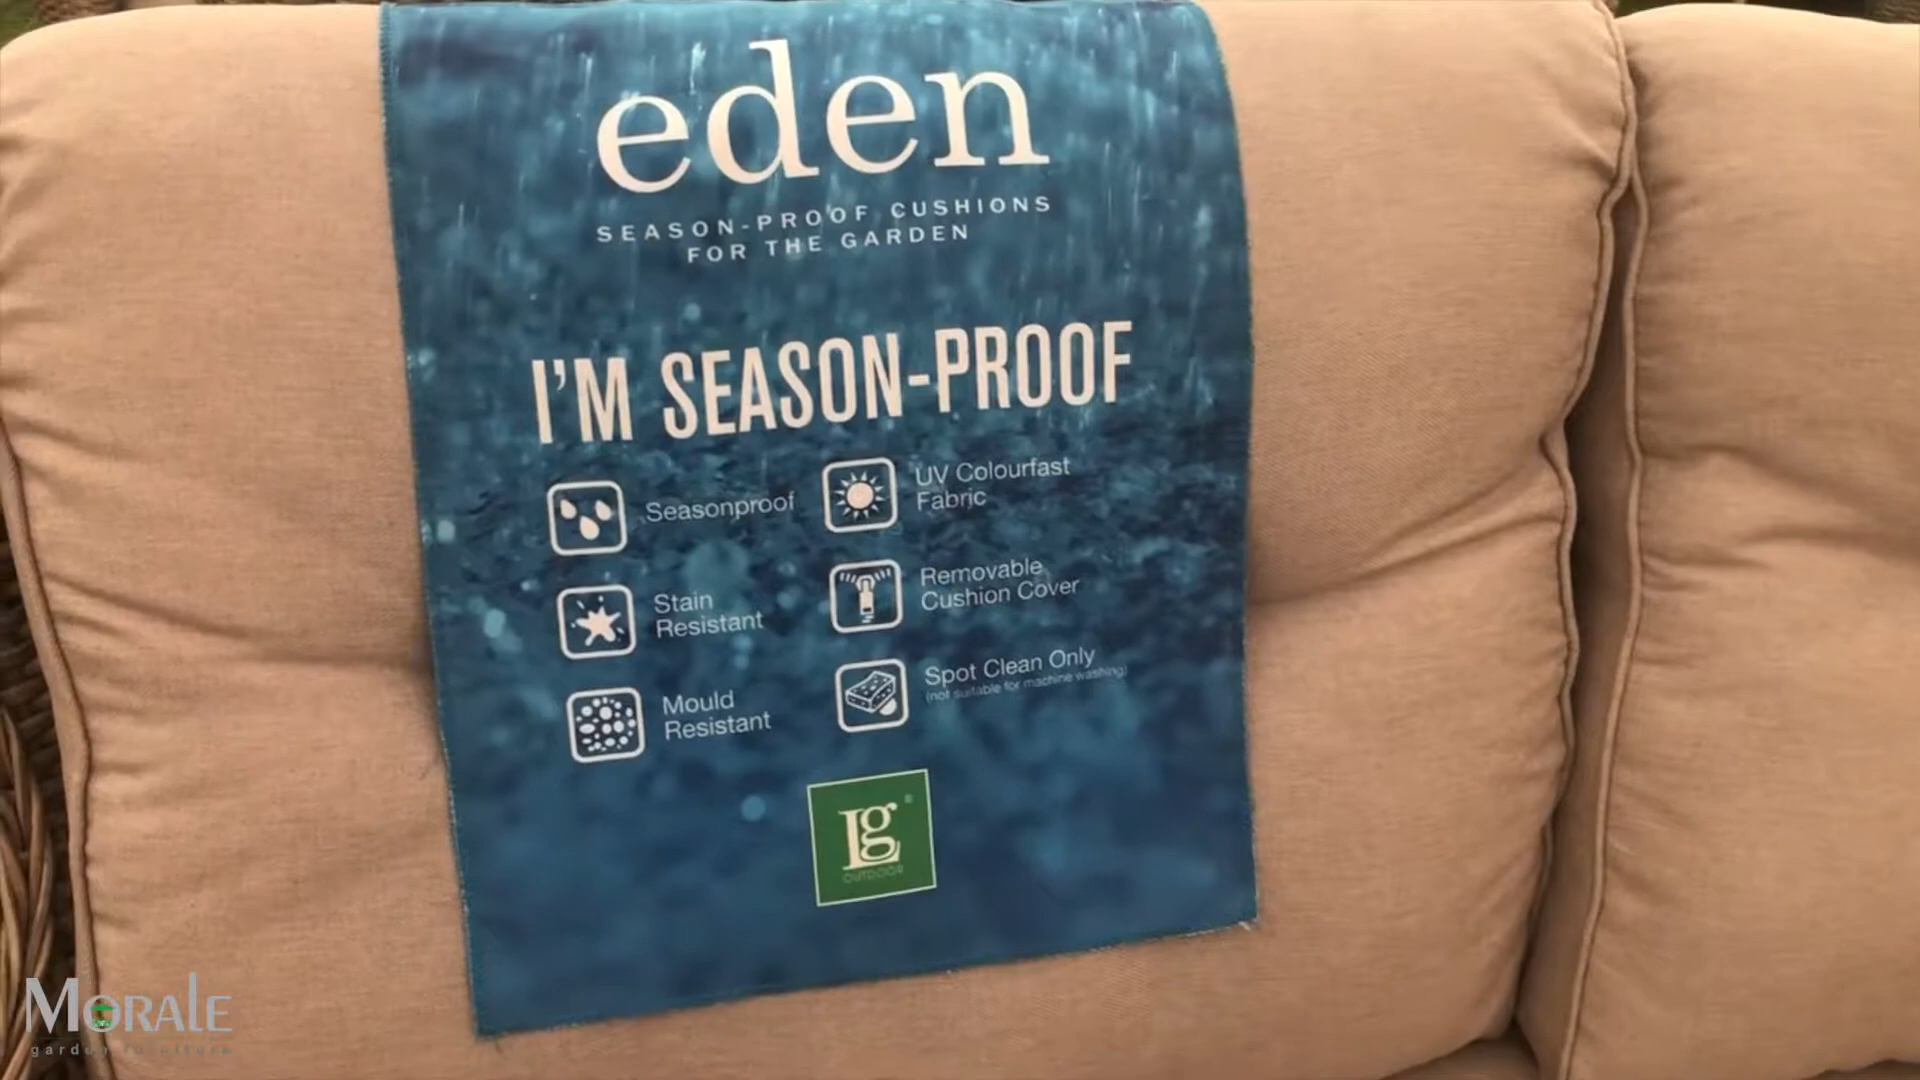 eden
SEASON-PROOF CUSHIONS
FOR THE GARDEN
I'M SEASON-PROOF
Seasonproof
Stain
Resistant
Mould
Resistant
UV Colourfast
Fabric
Removable
Cushion Cover
Spot Clean Only
(not suitable for machine washing)
Lg®
OUTDOOR
MORALE
garden furniture